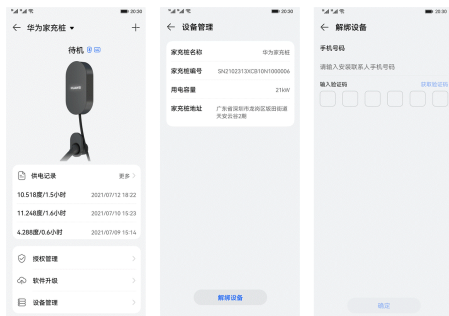 20:30
华为家充桩
待机
供电记录
更多
10.518度/1.5小时 2021/07/12 18:22
11.248度/1.6小时 2021/07/10 15:23
4.288度/0.6小时 2021/07/09 15:14
授权管理
软件升级
设备管理
20:30
设备管理
家充桩名称 华为家充桩
家充桩编号 SN2102313XCB10N1000006
用电容量 21kW
家充桩地址 广东省深圳市龙岗区坂田街道
天安云谷2期
解绑设备
20:30
解绑设备
手机号码
请输入安装联系人手机号码
输入验证码 获取验证码
确定